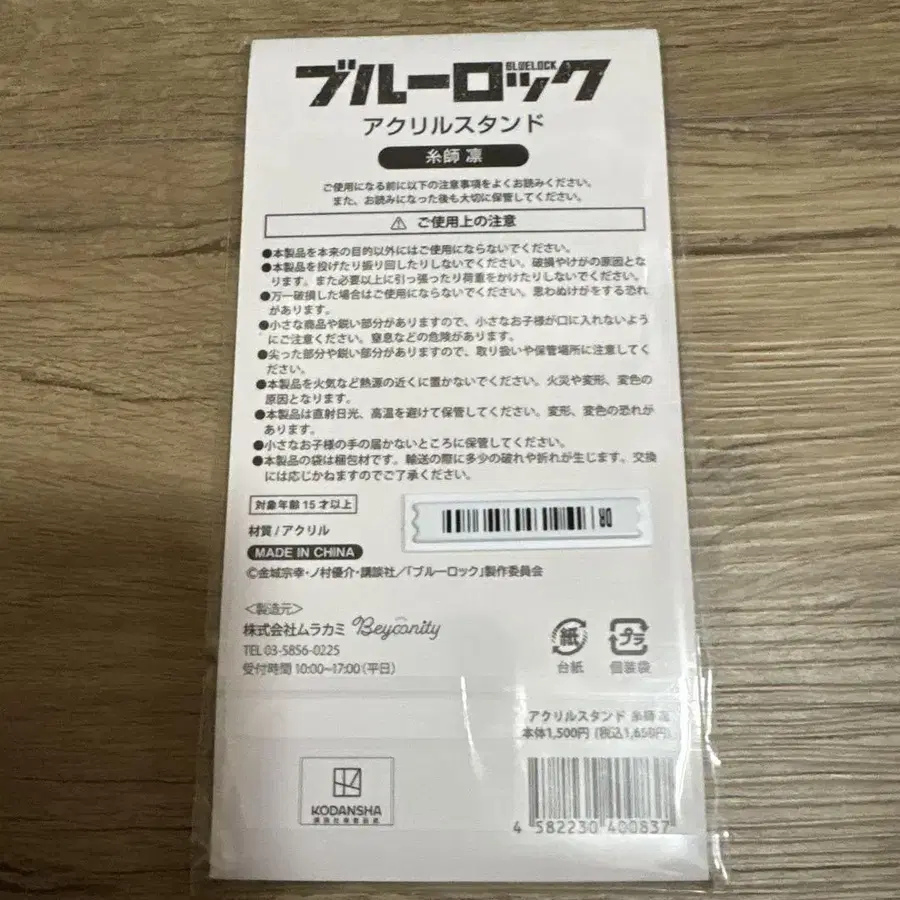 BLUELOCK
ブルーロック
アクリルスタンド
糸師 凛
ご使用になる前に以下の注意事項をよくお読みください。
また、お読みになった後も大切に保管してください。
⚠ ご使用上の注意
●本製品を本来の目的以外にはご使用にならないでください。
●本製品を投げたり振り回したりしないでください。破損やけがの原因とな
ります。また必要以上に引っ張ったり荷重をかけたりしないでください。
●万一破損した場合はご使用にならないでください。思わぬけがをする恐れ
があります。
●小さな商品や鋭い部分がありますので、小さなお子様が口に入れないよう
にご注意ください。窒息などの危険があります。
●尖った部分や鋭い部分がありますので、取り扱いや保管場所に注意してく
ださい。
●本製品を火気など熱源の近くに置かないでください。火災や変形、変色の
原因となります。
●本製品は直射日光、高温を避けて保管してください。変形、変色の恐れが
あります。
●小さなお子様の手の届かないところに保管してください。
●本製品の袋は梱包材です。輸送の際に多少の破れや折れが生じます、交換
には応じかねますのでご了承ください。
対象年齢15才以上
材質/アクリル
MADE IN CHINA
©金城宗幸・ノ村優介・講談社/「ブルーロック」製作委員会
<製造元>
株式会社ムラカミ Beyconity
TEL 03-5856-0225
受付時間 10:00~17:00(平日)
紙
台紙
プラ
個装袋
アクリルスタンド 糸師 凛
本体1,500円 (税込1,650円)
KODANSHA
4 582230 400837